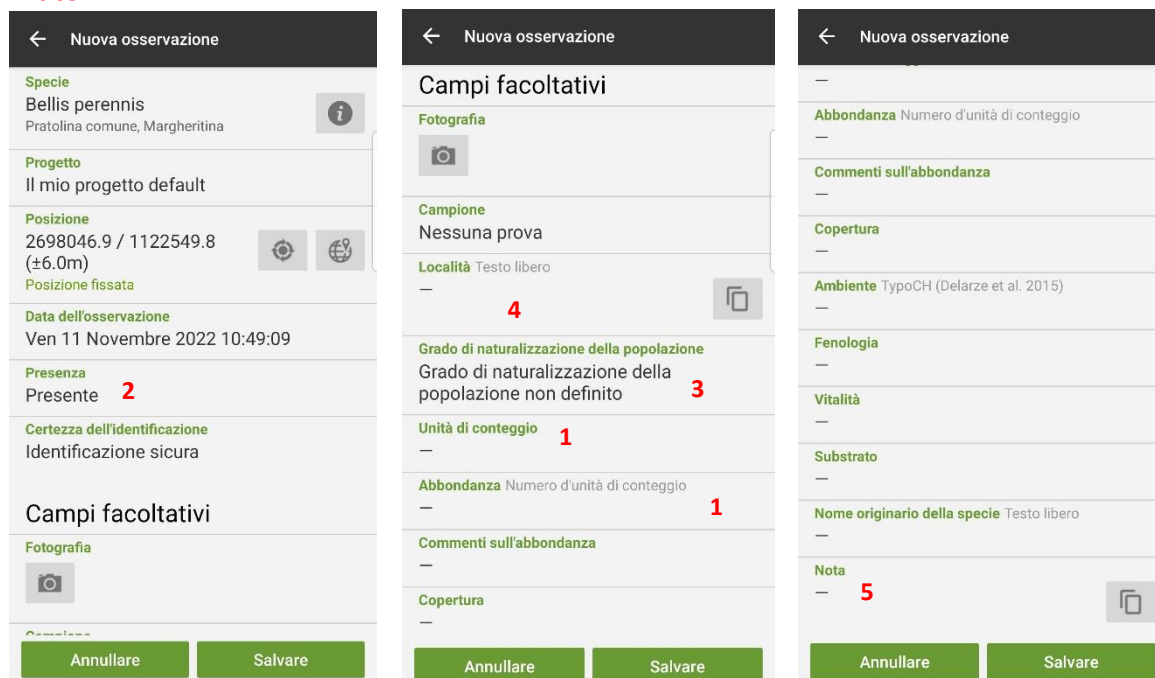 Nuova osservazione
Specie
Bellis perennis
Pratolina comune, Margheritina
Progetto
Il mio progetto default
Posizione
2698046.9 / 1122549.8
(±6.0m)
Posizione fissata
Data dell'osservazione
Ven 11 Novembre 2022 10:49:09
Presenza
Presente 2
Certezza dell'identificazione
Identificazione sicura
Campi facoltativi
Fotografia
Annullare Salvare
Nuova osservazione
Campi facoltativi
Fotografia
Campione
Nessuna prova
Località Testo libero
—
4
Grado di naturalizzazione della popolazione
Grado di naturalizzazione della
popolazione non definito 3
Unità di conteggio 1
—
Abbondanza Numero d'unità di conteggio
— 1
Commenti sull'abbondanza
—
Copertura
—
Annullare Salvare
Nuova osservazione
—
Abbondanza Numero d'unità di conteggio
—
Commenti sull'abbondanza
—
Copertura
—
Ambiente TypoCH (Delarze et al. 2015)
—
Fenologia
—
Vitalità
—
Substrato
—
Nome originario della specie Testo libero
—
Nota
— 5
Annullare Salvare